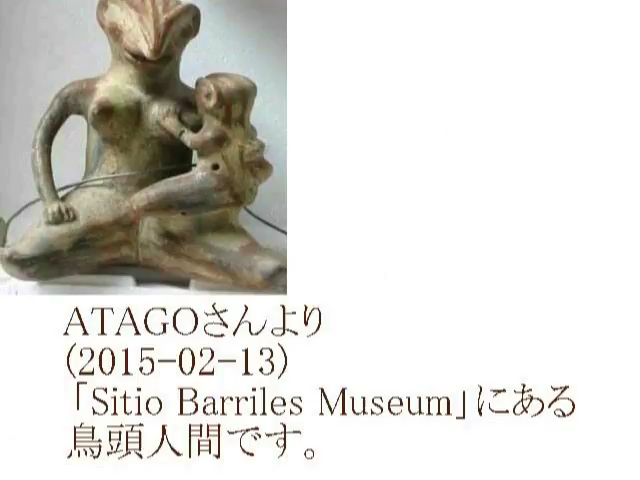 ATAGOさんより
(2015-02-13)
「Sitio Barriles Museum」にある
鳥頭人間です。